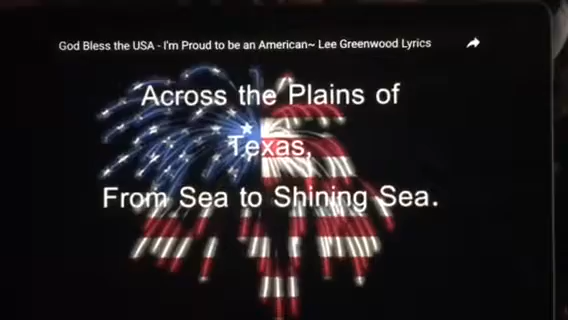 God Bless the USA - I'm Proud to be an American~ Lee Greenwood Lyrics
Across the Plains of
Texas,
From Sea to Shining Sea.